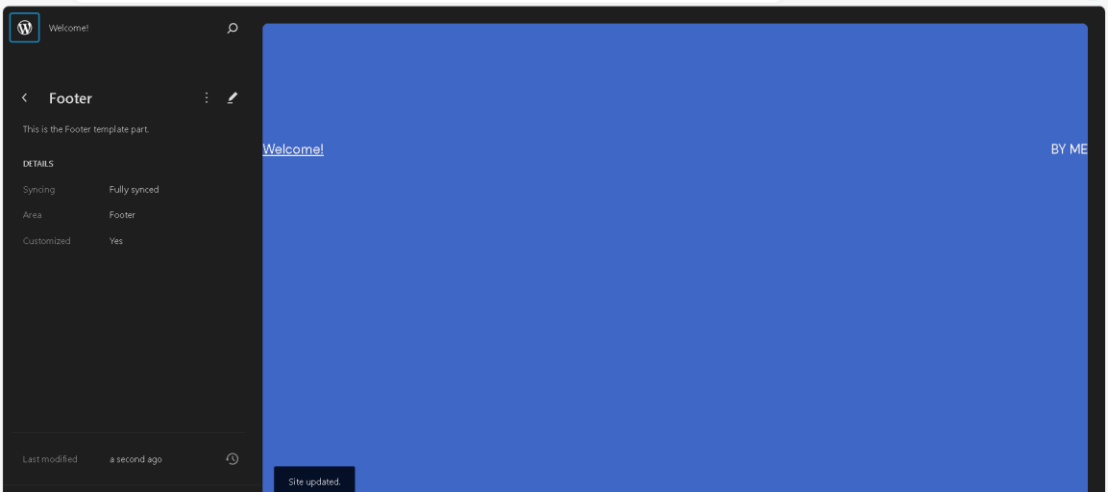 Welcome!
Footer
This is the Footer template part.
DETAILS
Syncing Fully synced
Area Footer
Customized Yes
Last modified a second ago
Welcome! BY ME
Site updated.